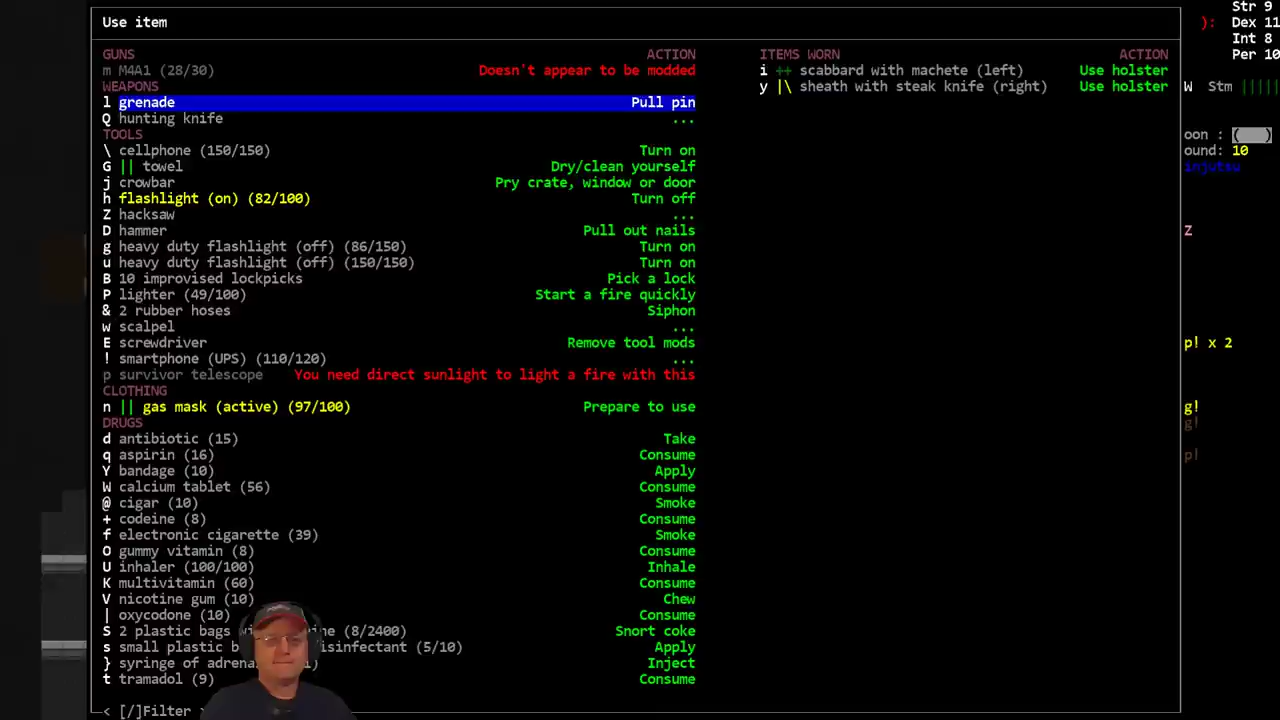 Use item
GUNS ACTION
m M4A1 (28/30) Doesn't appear to be modded
WEAPONS
l grenade Pull pin
Q hunting knife ...
TOOLS
\ cellphone (150/150) Turn on
G || towel Dry/clean yourself
j crowbar Pry crate, window or door
h flashlight (on) (82/100) Turn off
Z hacksaw ...
D hammer Pull out nails
g heavy duty flashlight (off) (86/150) Turn on
u heavy duty flashlight (off) (150/150) Turn on
B 10 improvised lockpicks Pick a lock
P lighter (49/100) Start a fire quickly
& 2 rubber hoses Siphon
w scalpel ...
E screwdriver Remove tool mods
! smartphone (UPS) (110/120) ...
p survivor telescope You need direct sunlight to light a fire with this
CLOTHING
n || gas mask (active) (97/100) Prepare to use
DRUGS
d antibiotic (15) Take
q aspirin (16) Consume
Y bandage (10) Apply
W calcium tablet (56) Consume
@ cigar (10) Smoke
+ codeine (8) Consume
f electronic cigarette (39) Smoke
O gummy vitamin (8) Consume
U inhaler (100/100) Inhale
K multivitamin (60) Consume
V nicotine gum (10) Chew
| oxycodone (10) Consume
S 2 plastic bags (8/2400) Snort coke
s small plastic isinfectant (5/10) Apply
} syringe of Inject
t tramadol (9) Consume
< [/]Filter
ITEMS WORN ACTION
i ++ scabbard with machete (left) Use holster
y |\ sheath with steak knife (right) Use holster
Str 9
): Dex 11
Int 8
Per 10
W Stm |||||
oon : ( )
ound: 10
injutsu
Z
p! x 2
g!
g!
p!